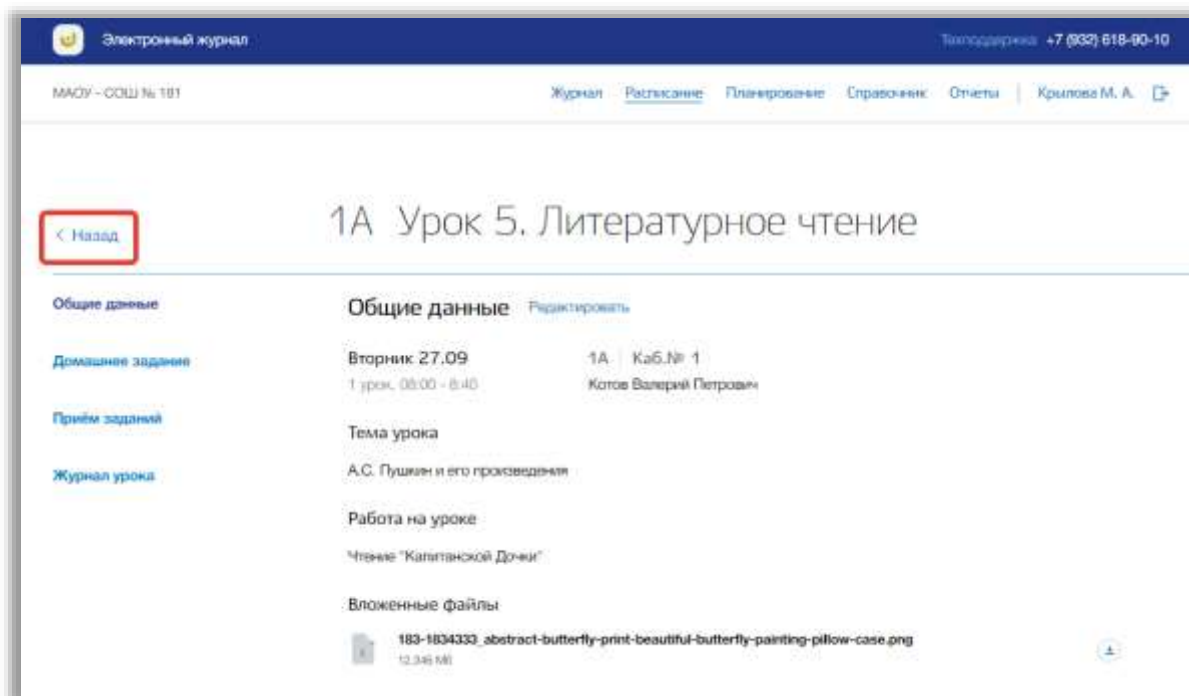 Электронный журнал Техподдержка +7 (932) 618-90-10
МАОУ - СОШ № 181 Журнал Расписание Планирование Справочник Отчеты Крылова М. А.
< Назад 1А Урок 5. Литературное чтение
Общие данные
Домашнее задание
Приём заданий
Журнал урока
Общие данные Редактировать
Вторник 27.09 1А Каб.№ 1
1 урок, 08:00 - 8:40 Котов Валерий Петрович
Тема урока
А.С. Пушкин и его произведения
Работа на уроке
Чтение "Капитанской Дочки"
Вложенные файлы
183-1834333_abstract-butterfly-print-beautiful-butterfly-painting-pillow-case.png
12.346 Мб